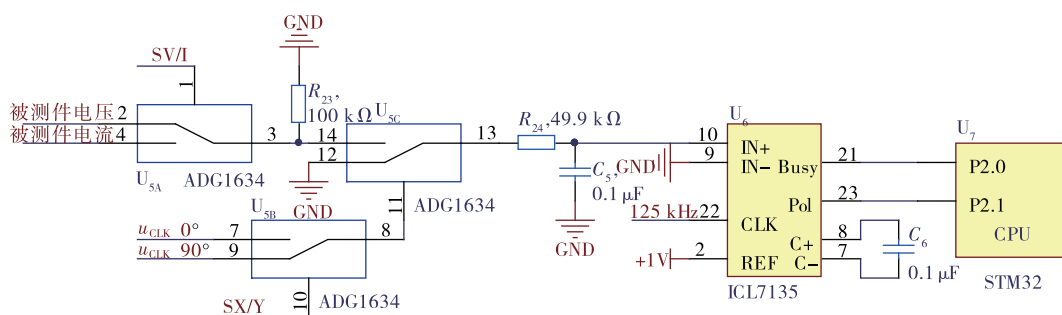 GND
SV/I
1
被测件电压 2
被测件电流 4
3
U5A
ADG1634
R23,
100 kΩ
14
12
GND
U5C
13
11
ADG1634
U5B
uCLK 0° 7
uCLK 90° 9
8
10
SX/Y
ADG1634
R24,49.9 kΩ
C5,
0.1 μF
GND
GND
U6
10
9
IN+
IN−
Busy
21
Pol
23
125 kHz 22
CLK
C+
8
C−
7
+1V
2
REF
ICL7135
C6
0.1 μF
U7
P2.0
P2.1
CPU
STM32